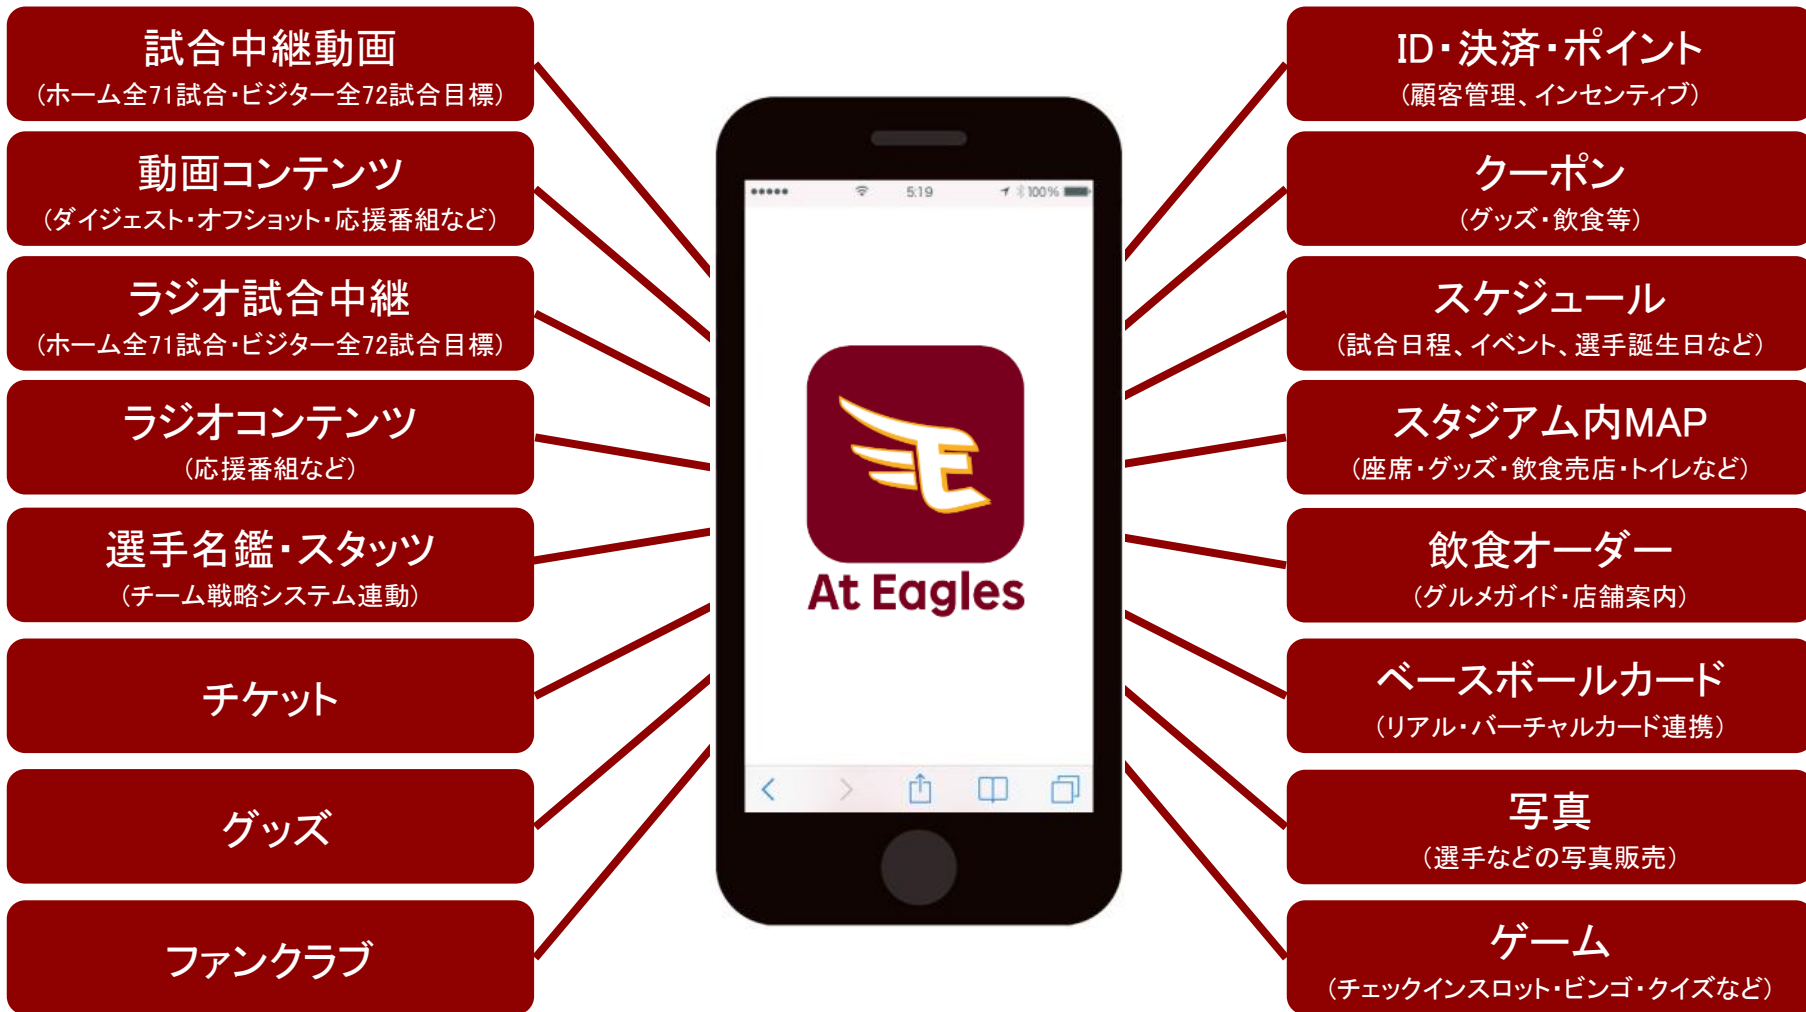 試合中継動画
(ホーム全71試合・ビジター全72試合目標)
動画コンテンツ
(ダイジェスト・オフショット・応援番組など)
ラジオ試合中継
(ホーム全71試合・ビジター全72試合目標)
ラジオコンテンツ
(応援番組など)
選手名鑑・スタッツ
(チーム戦略システム連動)
チケット
グッズ
ファンクラブ
5:19
100%
At Eagles
ID・決済・ポイント
(顧客管理、インセンティブ)
クーポン
(グッズ・飲食等)
スケジュール
(試合日程、イベント、選手誕生日など)
スタジアム内MAP
(座席・グッズ・飲食売店・トイレなど)
飲食オーダー
(グルメガイド・店舗案内)
ベースボールカード
(リアル・バーチャルカード連携)
写真
(選手などの写真販売)
ゲーム
(チェックインスロット・ビンゴ・クイズなど)